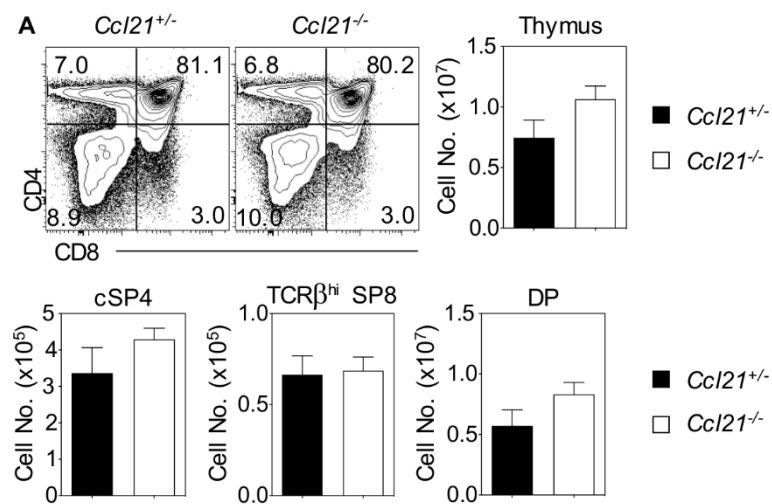 A
Ccl21+/-
Ccl21-/-
7.0
81.1
8.9
3.0
6.8
80.2
10.0
3.0
CD4
CD8
Thymus
Cell No. (x10⁷)
1.5
1.0
0.5
0.0
Ccl21+/-
Ccl21-/-
cSP4
Cell No. (x10⁵)
5
4
3
2
1
0
TCRβhi SP8
Cell No. (x10⁵)
1.0
0.5
0.0
DP
Cell No. (x10⁷)
1.5
1.0
0.5
0.0
Ccl21+/-
Ccl21-/-